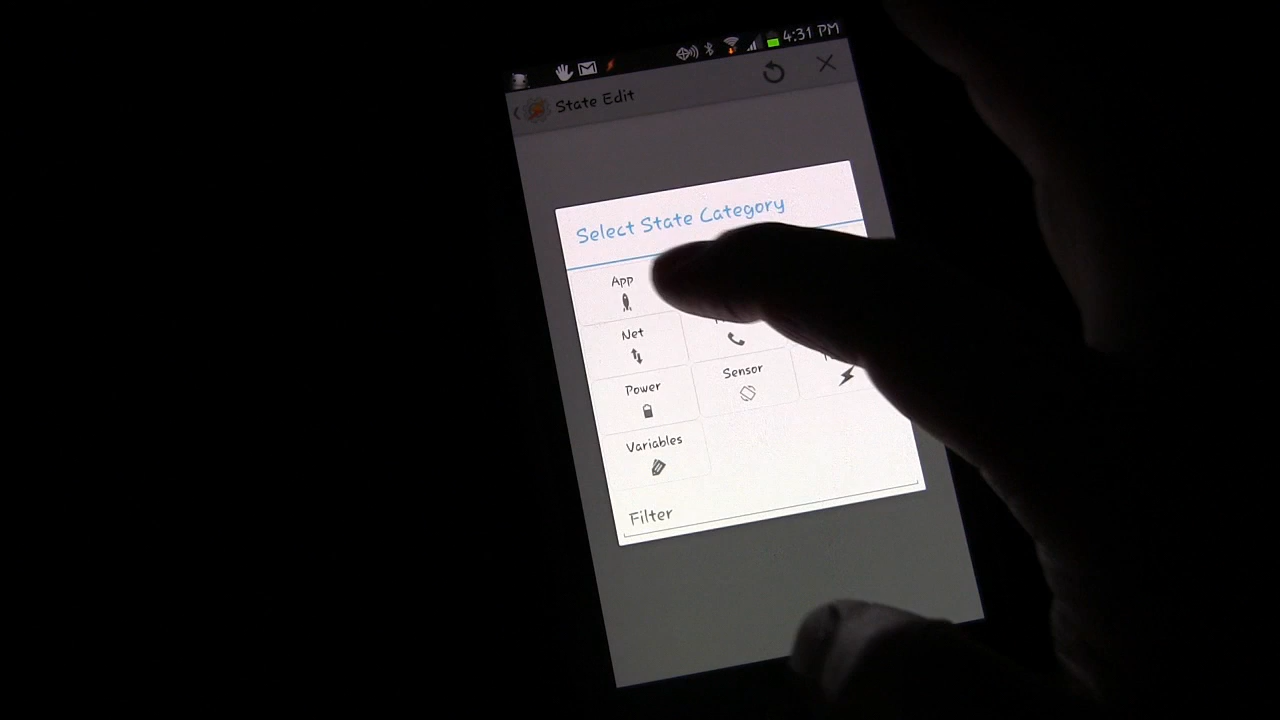 4:31 PM
State Edit
Select State Category
App
Net
Power
Sensor
Variables
Filter